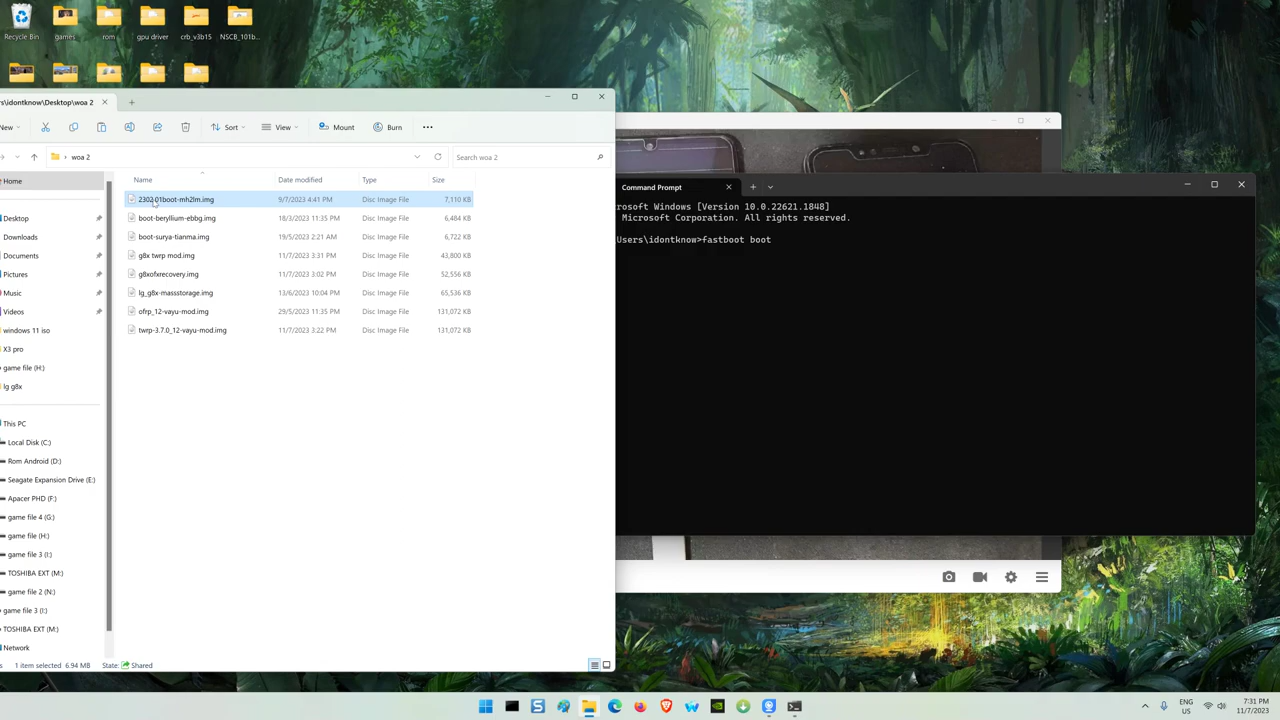 Recycle Bin
games
rom
gpu driver
crb_v3b15
NSCB_101b...
rs\idontknow\Desktop\woa 2
New
Sort
View
Mount
Burn
woa 2
Search woa 2
Name
Date modified
Type
Size
Home
Desktop
Downloads
Documents
Pictures
Music
Videos
windows 11 iso
X3 pro
game file (H:)
lg g8x
This PC
Local Disk (C:)
Rom Android (D:)
Seagate Expansion Drive (E:)
Apacer PHD (F:)
game file 4 (G:)
game file (H:)
game file 3 (I:)
TOSHIBA EXT (M:)
game file 2 (N:)
game file 3 (I:)
TOSHIBA EXT (M:)
Network
2302.01boot-mh2lm.img 9/7/2023 4:41 PM Disc Image File 7,110 KB
boot-beryllium-ebbg.img 18/3/2023 11:35 PM Disc Image File 6,484 KB
boot-surya-tianma.img 19/5/2023 2:21 AM Disc Image File 6,722 KB
g8x twrp mod.img 11/7/2023 3:31 PM Disc Image File 43,800 KB
g8xofxrecovery.img 11/7/2023 3:02 PM Disc Image File 52,556 KB
lg_g8x-massstorage.img 13/6/2023 10:04 PM Disc Image File 65,536 KB
ofrp_12-vayu-mod.img 29/5/2023 11:35 PM Disc Image File 131,072 KB
twrp-3.7.0_12-vayu-mod.img 11/7/2023 3:22 PM Disc Image File 131,072 KB
1 item selected 6.94 MB
State: Shared
Command Prompt
rosoft Windows [Version 10.0.22621.1848]
Microsoft Corporation. All rights reserved.
Users\idontknow>fastboot boot
ENG
US
7:31 PM
11/7/2023